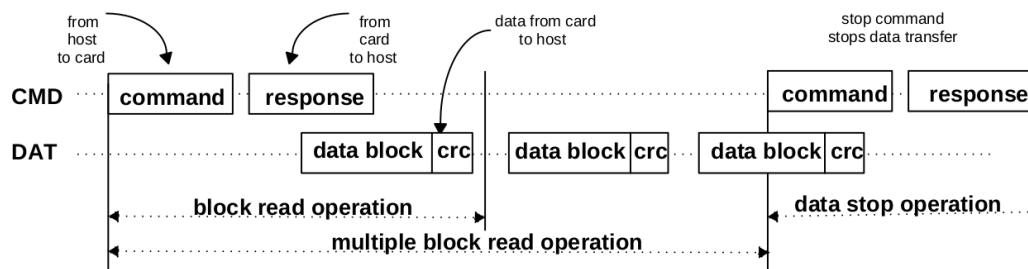 from
host
to card
from
card
to host
data from card
to host
stop command
stops data transfer
CMD
command
response
command
response
DAT
data block
crc
data block
crc
data block
crc
block read operation
data stop operation
multiple block read operation